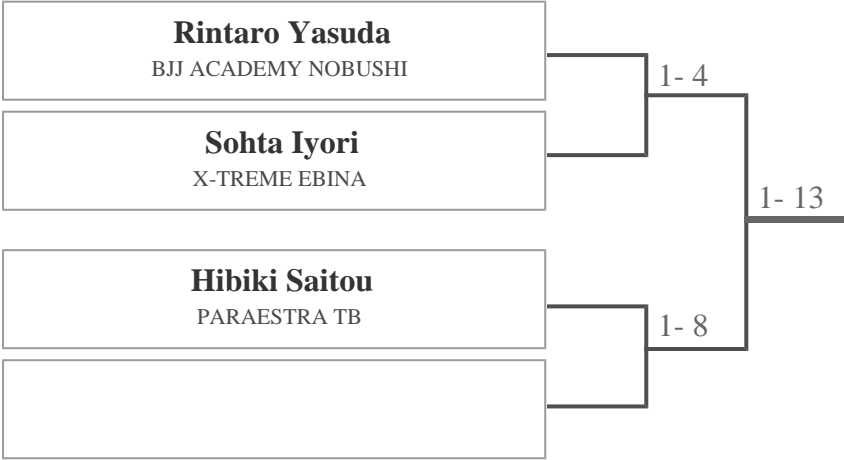 Rintaro Yasuda
BJJ ACADEMY NOBUSHI
1- 4
Sohta Iyori
X-TREME EBINA
1- 13
Hibiki Saitou
PARAESTRA TB
1- 8